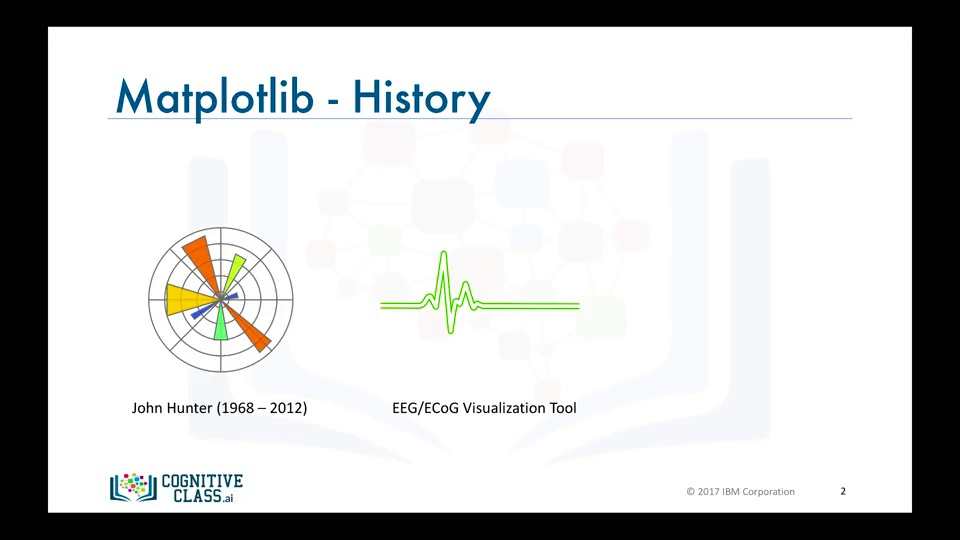 Matplotlib - History
John Hunter (1968 – 2012)
EEG/ECoG Visualization Tool
COGNITIVE
CLASS.ai
© 2017 IBM Corporation
2